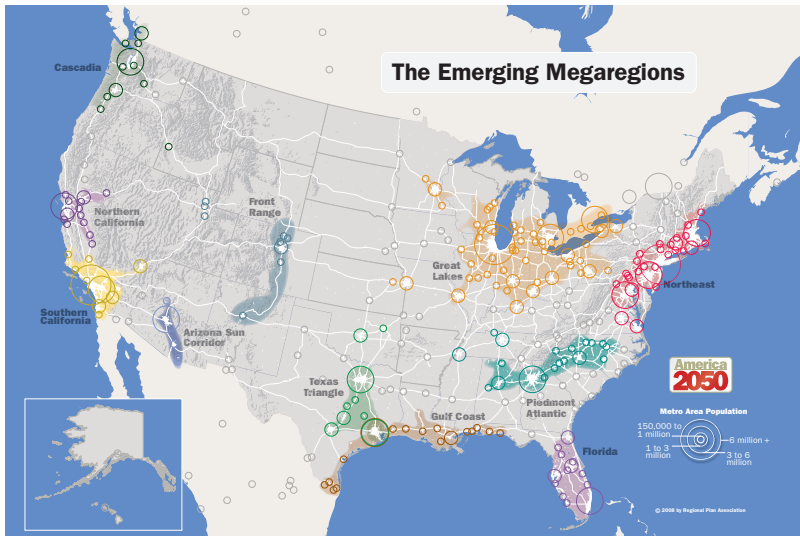 The Emerging Megaregions
Cascadia
Northern
California
Front
Range
Great
Lakes
Northeast
Southern
California
Arizona Sun
Corridor
Texas
Triangle
Gulf Coast
Piedmont
Atlantic
Florida
America
2050
Metro Area Population
150,000 to
1 million
1 to 3
million
6 million +
3 to 6
million
© 2008 by Regional Plan Association